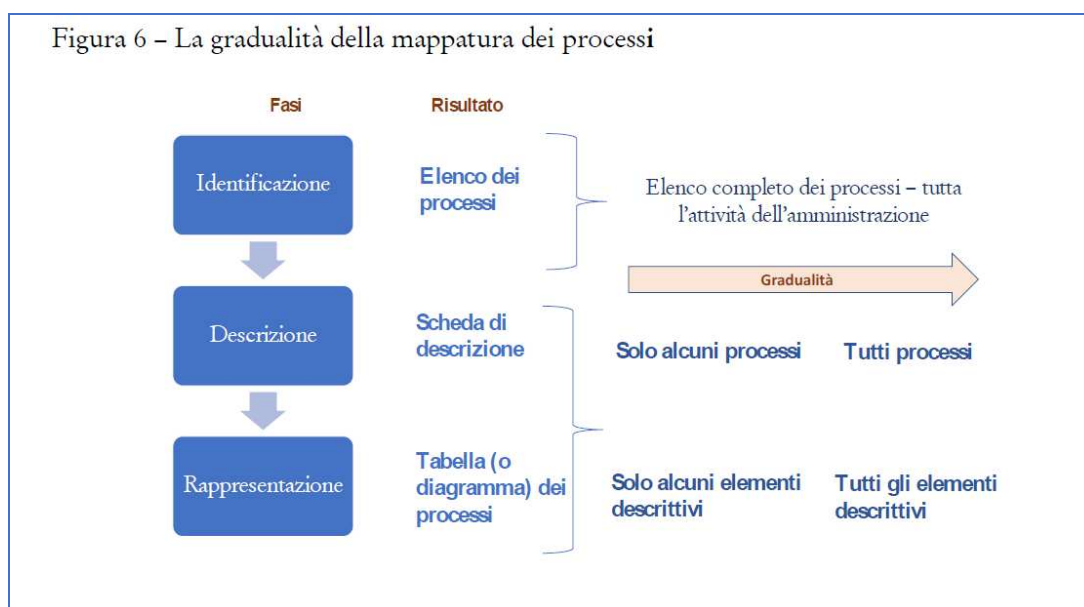 Figura 6 – La gradualità della mappatura dei processi
Fasi
Risultato
Identificazione
Elenco dei
processi
Elenco completo dei processi – tutta
l'attività dell'amministrazione
Gradualità
Descrizione
Scheda di
descrizione
Solo alcuni processi
Tutti processi
Rappresentazione
Tabella (o
diagramma) dei
processi
Solo alcuni elementi
descrittivi
Tutti gli elementi
descrittivi